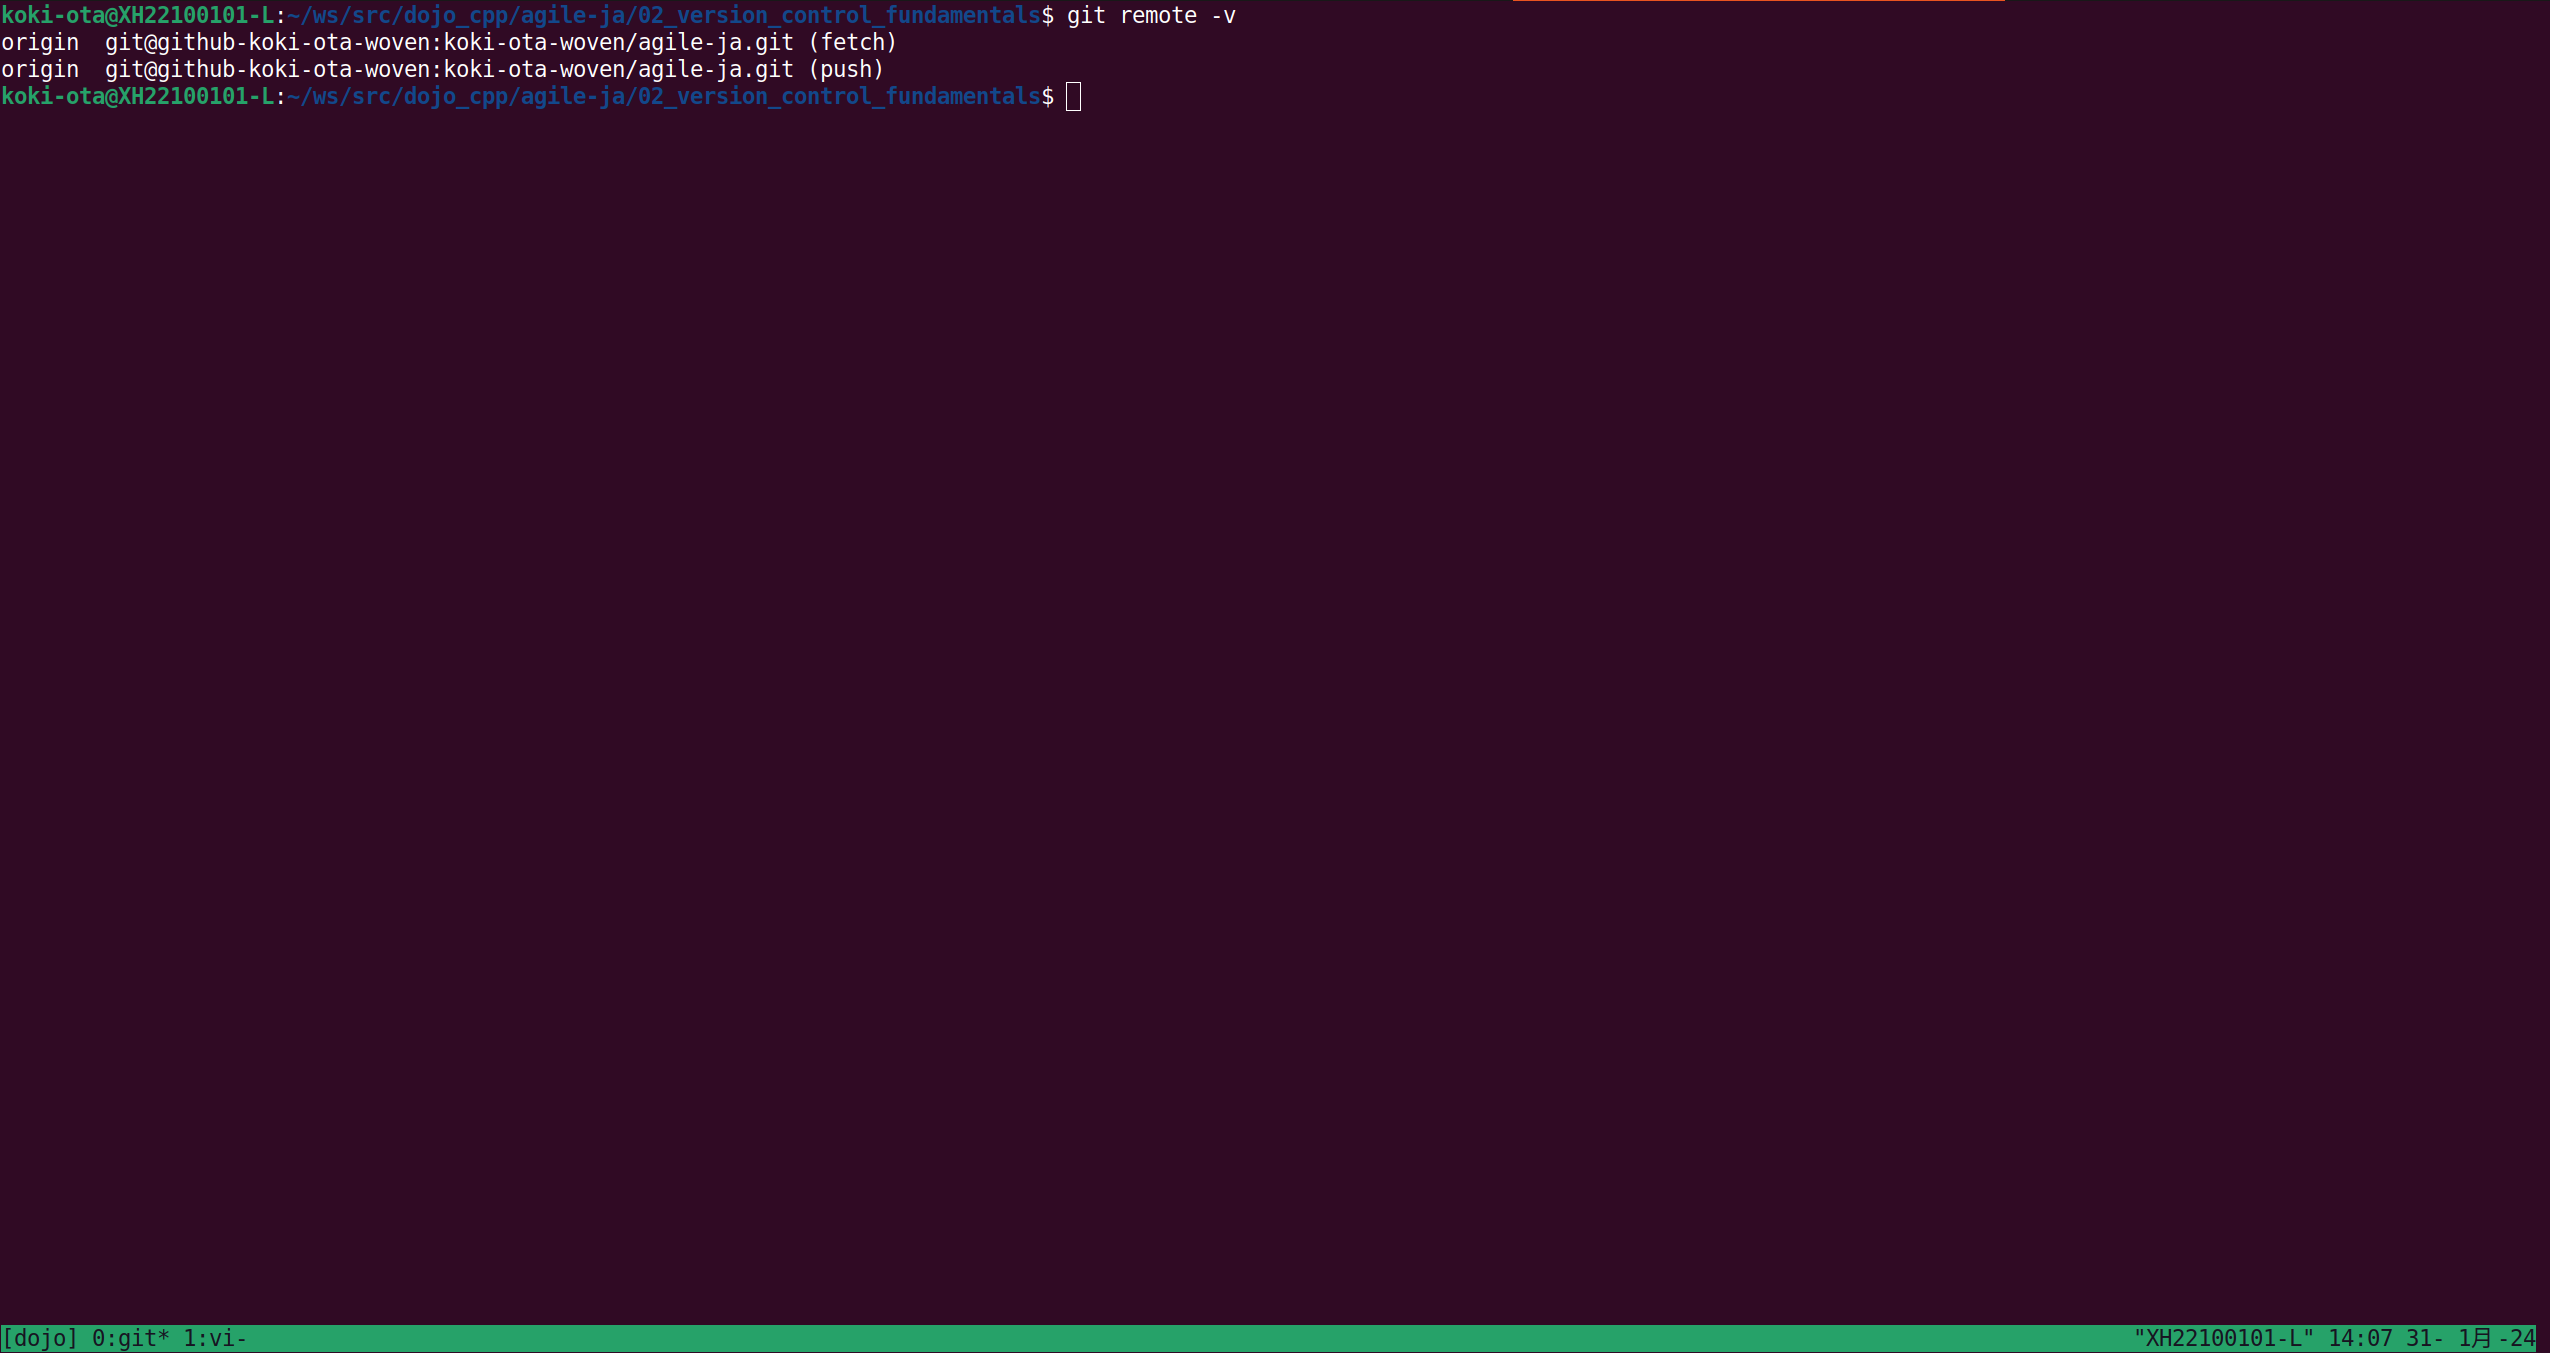 koki-ota@XH22100101-L:~/ws/src/dojo_cpp/agile-ja/02_version_control_fundamentals$ git remote -v
origin  git@github-koki-ota-woven:koki-ota-woven/agile-ja.git (fetch)
origin  git@github-koki-ota-woven:koki-ota-woven/agile-ja.git (push)
koki-ota@XH22100101-L:~/ws/src/dojo_cpp/agile-ja/02_version_control_fundamentals$
[dojo] 0:git* 1:vi- "XH22100101-L" 14:07 31- 1月 -24